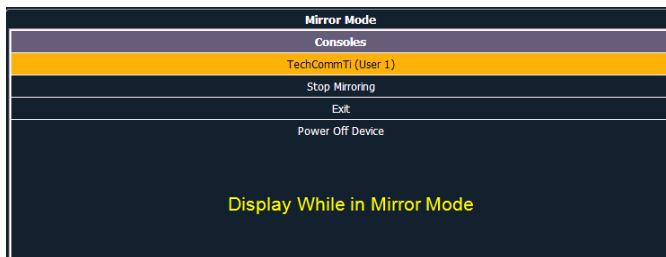 Mirror Mode
Consoles
TechCommTi (User 1)
Stop Mirroring
Exit
Power Off Device
Display While in Mirror Mode